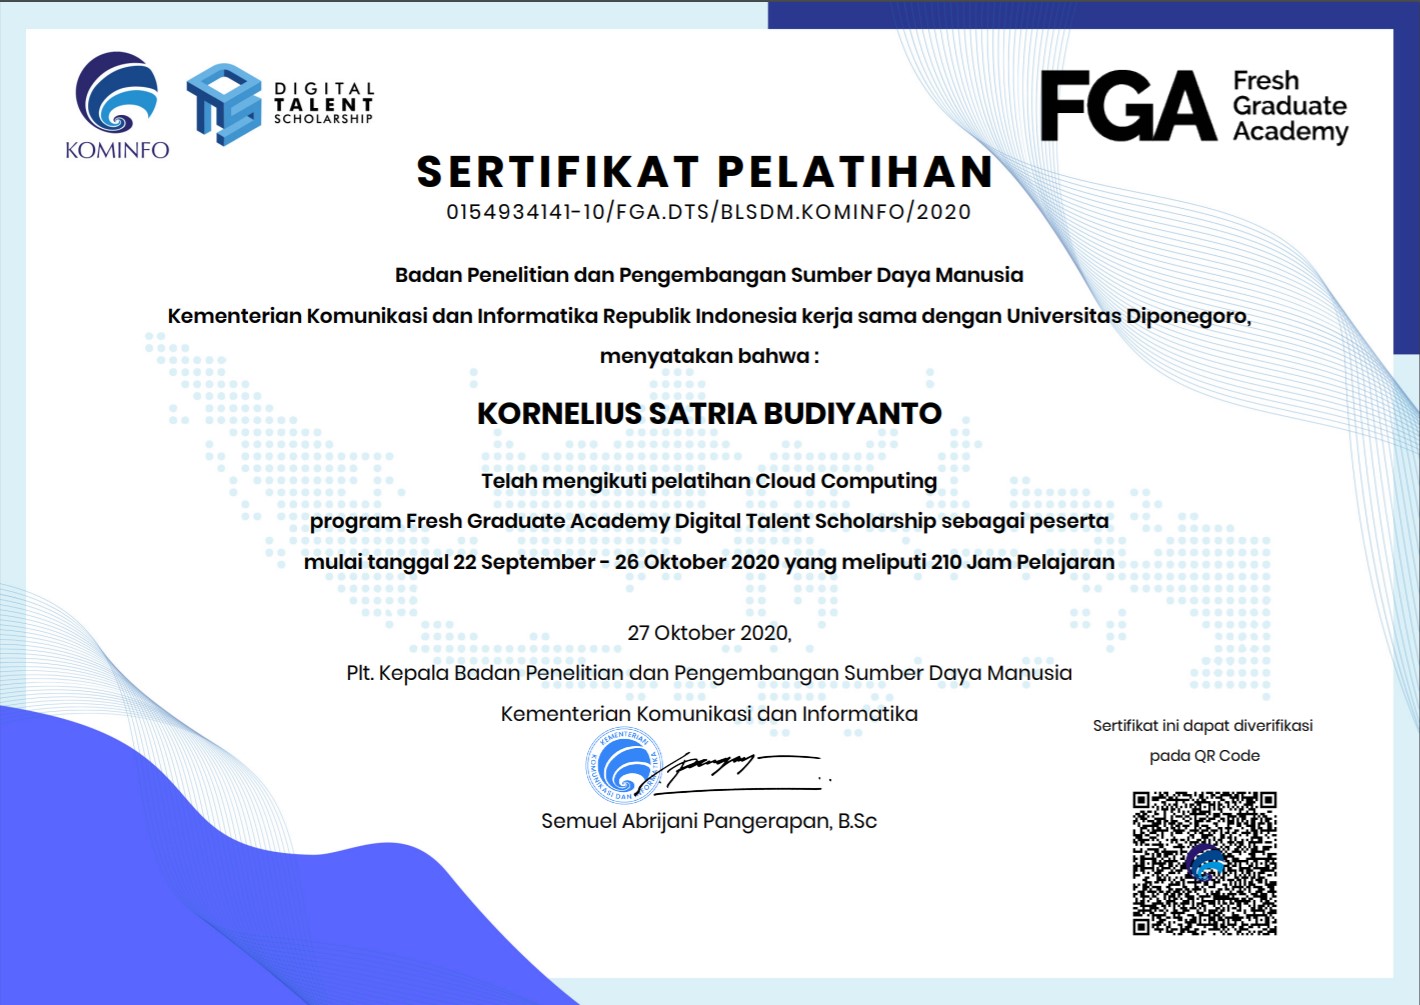 KOMINFO
DIGITAL
TALENT
SCHOLARSHIP
FGA
Fresh
Graduate
Academy
SERTIFIKAT PELATIHAN
0154934141-10/FGA.DTS/BLSDM.KOMINFO/2020
Badan Penelitian dan Pengembangan Sumber Daya Manusia
Kementerian Komunikasi dan Informatika Republik Indonesia kerja sama dengan Universitas Diponegoro,
menyatakan bahwa :
KORNELIUS SATRIA BUDIYANTO
Telah mengikuti pelatihan Cloud Computing
program Fresh Graduate Academy Digital Talent Scholarship sebagai peserta
mulai tanggal 22 September - 26 Oktober 2020 yang meliputi 210 Jam Pelajaran
27 Oktober 2020,
Plt. Kepala Badan Penelitian dan Pengembangan Sumber Daya Manusia
Kementerian Komunikasi dan Informatika
KEMENTERIAN
KOMUNIKASI DAN INFORMATIKA
Semuel Abrijani Pangerapan, B.Sc
Sertifikat ini dapat diverifikasi
pada QR Code